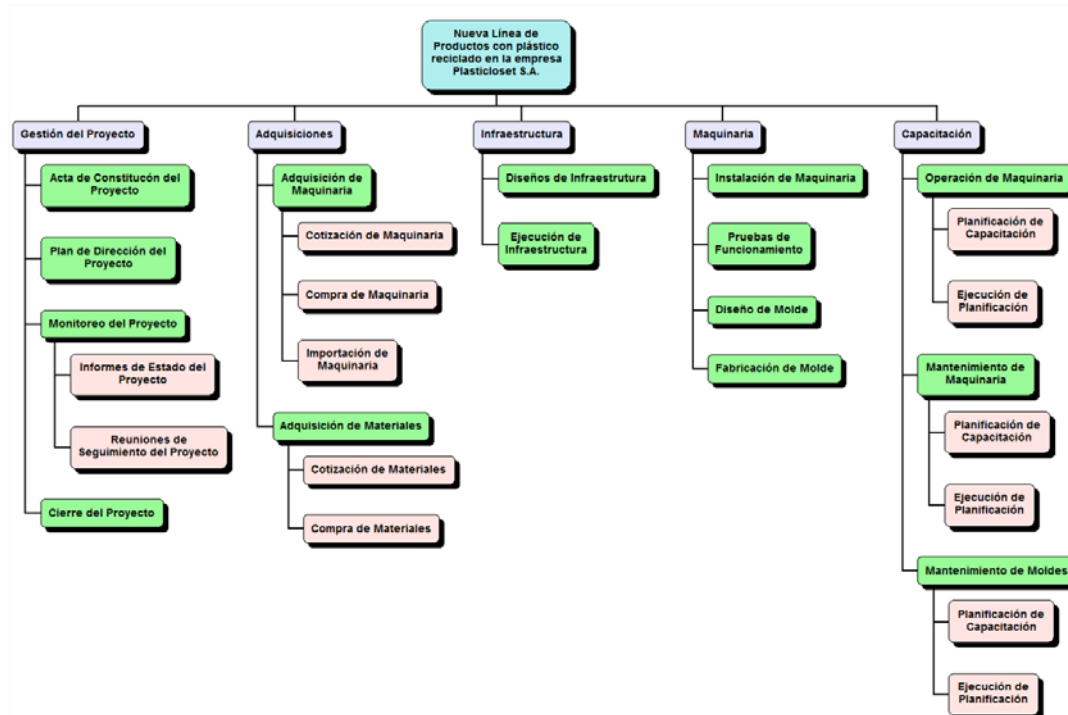 Nueva Línea de
Productos con plástico
reciclado en la empresa
Plasticloset S.A.
Gestión del Proyecto
Acta de Constitucón del
Proyecto
Plan de Dirección del
Proyecto
Monitoreo del Proyecto
Informes de Estado del
Proyecto
Reuniones de
Seguimiento del Proyecto
Cierre del Proyecto
Adquisiciones
Adquisición de
Maquinaria
Cotización de Maquinaria
Compra de Maquinaria
Importación de
Maquinaria
Adquisición de Materiales
Cotización de Materiales
Compra de Materiales
Infraestructura
Diseños de Infraestrutura
Ejecución de
Infraestructura
Maquinaria
Instalación de Maquinaria
Pruebas de
Funcionamiento
Diseño de Molde
Fabricación de Molde
Capacitación
Operación de Maquinaria
Planificación de
Capacitación
Ejecución de
Planificación
Mantenimiento de
Maquinaria
Planificación de
Capacitación
Ejecución de
Planificación
Mantenimiento de Moldes
Planificación de
Capacitación
Ejecución de
Planificación